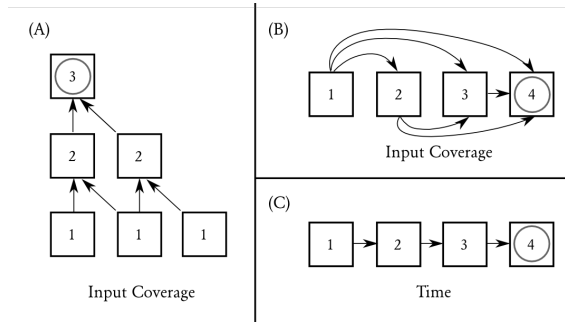 (A)
3
2 2
1 1 1
Input Coverage
(B)
1 2 3 4
Input Coverage
(C)
1 2 3 4
Time